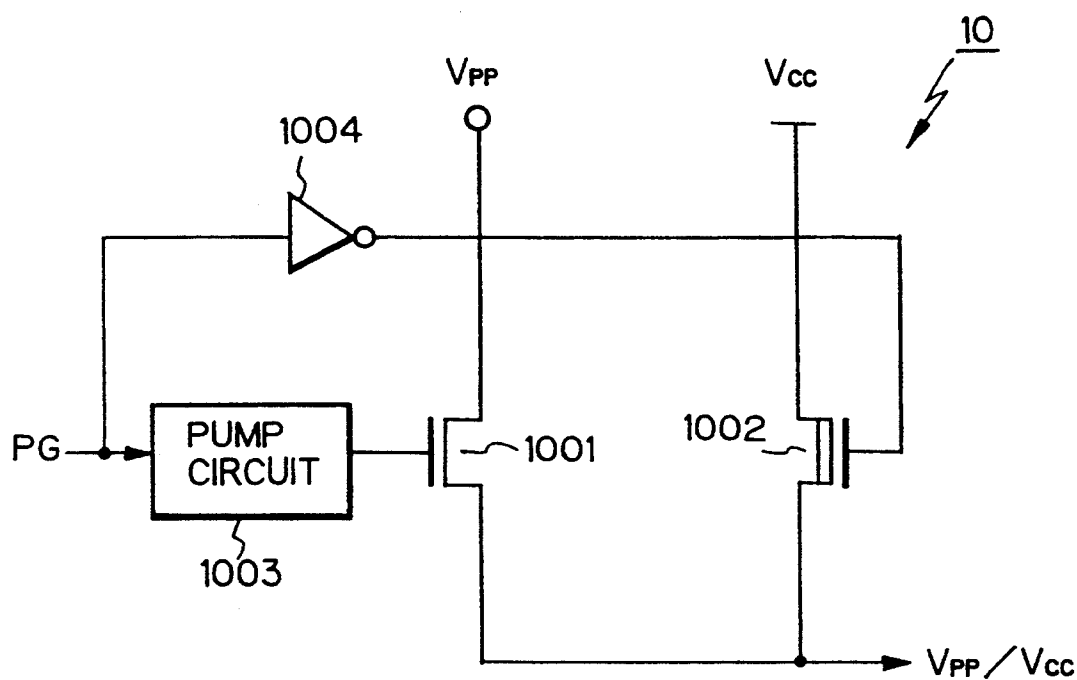 10
VPP
VCC
1004
PG
PUMP
CIRCUIT
1001
1002
1003
VPP/VCC